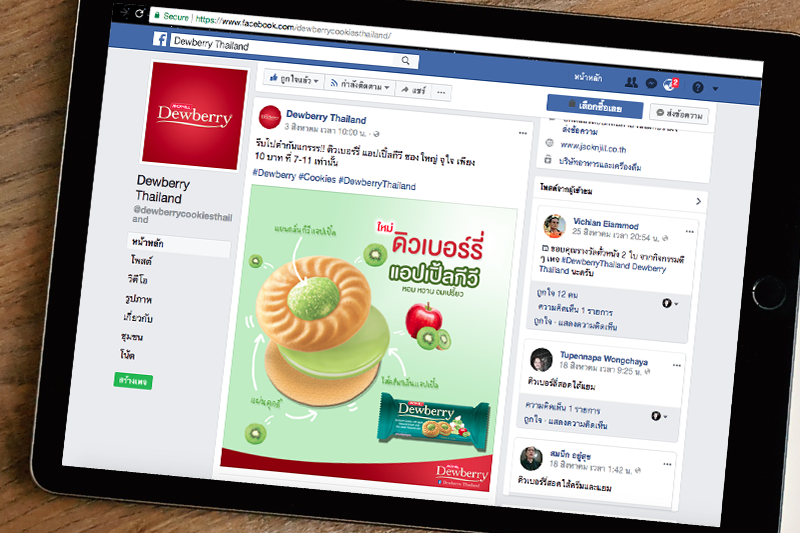 Secure | https://www.facebook.com/dewberrycookiesthailand/
Dewberry Thailand
หน้าหลัก
2
JACK'N JILL
Dewberry
Dewberry
Thailand
@dewberrycookiesthail
and
หน้าหลัก
โพสต์
วิดีโอ
รูปภาพ
เกี่ยวกับ
ชุมชน
โน้ต
สร้างเพจ
ถูกใจแล้ว
กำลังติดตาม
แชร์
เลือกซื้อเลย
ส่งข้อความ
Dewberry Thailand
3 สิงหาคม เวลา 10:00 น.
รีบไปตำกันแกรรร!! ดิวเบอร์รี่ แอปเปิ้ลกีวี ซอง ใหญ่ จุใจ เพียง
10 บาท ที่ 7-11 เท่านั้น
#Dewberry #Cookies #DewberryThailand
แยมกลิ่นกีวีแอปเปิ้ล
ใหม่
ดิวเบอร์รี่
แอปเปิ้ลกีวี
หอม หวาน อมเปรี้ยว
ไส้ครีมกลิ่นแอปเปิ้ล
แผ่นคุกกี้
Dewberry
Dewberry
Dewberry Thailand
ส่งข้อความ
www.jacknjill.co.th
บริษัทอาหารและเครื่องดื่ม
โพสต์จากผู้เยี่ยมชม
Vichian Eiammod
25 สิงหาคม เวลา 20:54 น.
ขอบคุณรางวัลตั๋วหนัง 2 ใบ จากกิจกรรมดี
ๆ เพจ #DewberryThailand Dewberry
Thailand นะครับ
ถูกใจ 12 คน
ความคิดเห็น 1 รายการ
ถูกใจ · แสดงความคิดเห็น
Tupennapa Wongchaya
18 สิงหาคม เวลา 9:25 น.
ดิวเบอร์รี่สอดไส้แยม
ความคิดเห็น 1 รายการ
ถูกใจ · แสดงความคิดเห็น
สมนึก อยู่สุข
18 สิงหาคม เวลา 1:42 น.
ดิวเบอร์รี่สอดไส้ครีมและแยม